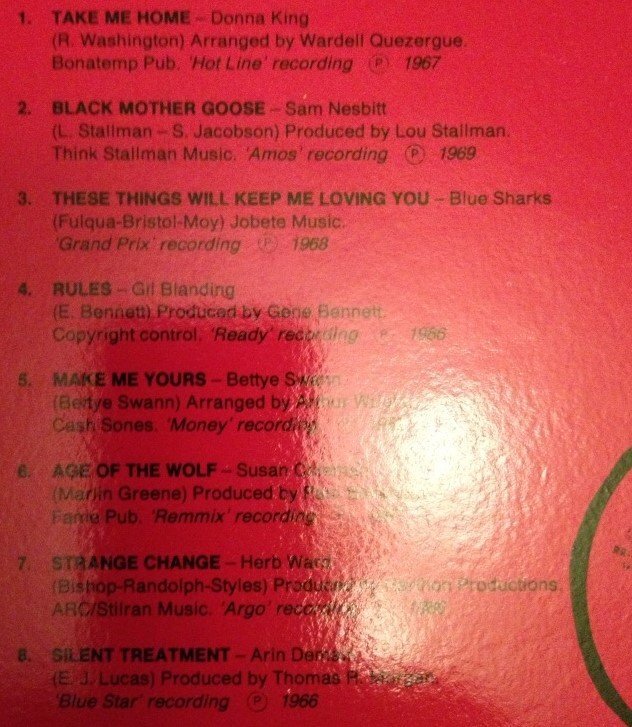 1. TAKE ME HOME – Donna King
(R. Washington) Arranged by Wardell Quezergue.
Bonatemp Pub. 'Hot Line' recording Ⓟ 1967
2. BLACK MOTHER GOOSE – Sam Nesbitt
(L. Stallman – S. Jacobson) Produced by Lou Stallman.
Think Stallman Music. 'Amos' recording Ⓟ 1969
3. THESE THINGS WILL KEEP ME LOVING YOU – Blue Sharks
(Fulqua-Bristol-Moy) Jobete Music.
'Grand Prix' recording Ⓟ 1968
4. RULES – Gil Blanding
(E. Bennett) Produced by Gene Bennett.
Copyright control. 'Ready' recording Ⓟ 1966
5. MAKE ME YOURS – Bettye Swann
(Bettye Swann) Arranged by Arthur
Cash Sones. 'Money' recording
6. AGE OF THE WOLF – Susan
(Marlin Greene) Produced by
Fame Pub. 'Remmix' recording
7. STRANGE CHANGE – Herb Ward
(Bishop-Randolph-Styles) Produced by Productions.
ARC/Stilran Music. 'Argo' recording
8. SILENT TREATMENT – Arin
(E. J. Lucas) Produced by Thomas R. Morgan.
'Blue Star' recording Ⓟ 1966